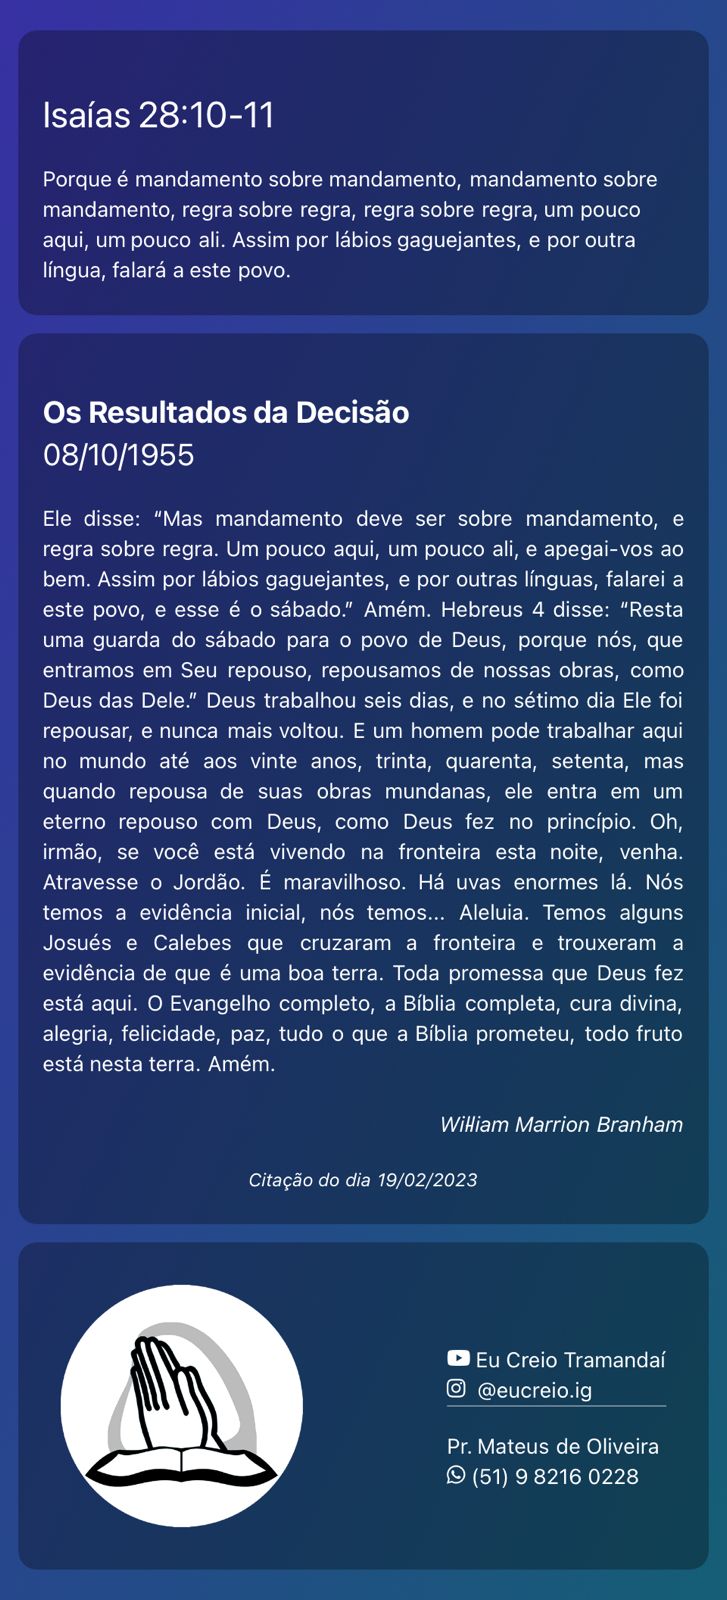 Isaías 28:10-11
Porque é mandamento sobre mandamento, mandamento sobre
mandamento, regra sobre regra, regra sobre regra, um pouco
aqui, um pouco ali. Assim por lábios gaguejantes, e por outra
língua, falará a este povo.
Os Resultados da Decisão
08/10/1955
Ele disse: “Mas mandamento deve ser sobre mandamento, e
regra sobre regra. Um pouco aqui, um pouco ali, e apegai-vos ao
bem. Assim por lábios gaguejantes, e por outras línguas, falarei a
este povo, e esse é o sábado.” Amém. Hebreus 4 disse: “Resta
uma guarda do sábado para o povo de Deus, porque nós, que
entramos em Seu repouso, repousamos de nossas obras, como
Deus das Dele.” Deus trabalhou seis dias, e no sétimo dia Ele foi
repousar, e nunca mais voltou. E um homem pode trabalhar aqui
no mundo até aos vinte anos, trinta, quarenta, setenta, mas
quando repousa de suas obras mundanas, ele entra em um
eterno repouso com Deus, como Deus fez no princípio. Oh,
irmão, se você está vivendo na fronteira esta noite, venha.
Atravesse o Jordão. É maravilhoso. Há uvas enormes lá. Nós
temos a evidência inicial, nós temos... Aleluia. Temos alguns
Josués e Calebes que cruzaram a fronteira e trouxeram a
evidência de que é uma boa terra. Toda promessa que Deus fez
está aqui. O Evangelho completo, a Bíblia completa, cura divina,
alegria, felicidade, paz, tudo o que a Bíblia prometeu, todo fruto
está nesta terra. Amém.
William Marrion Branham
Citação do dia 19/02/2023
Eu Creio Tramandaí
@eucreio.ig
Pr. Mateus de Oliveira
(51) 9 8216 0228